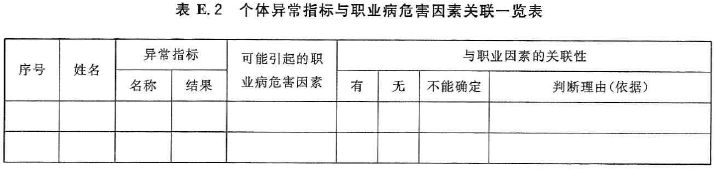 表 E.2 个体异常指标与职业病危害因素关联一览表
序号 姓名 异常指标 可能引起的职业病危害因素 与职业因素的关联性
名称 结果 有 无 不能确定 判断理由(依据)